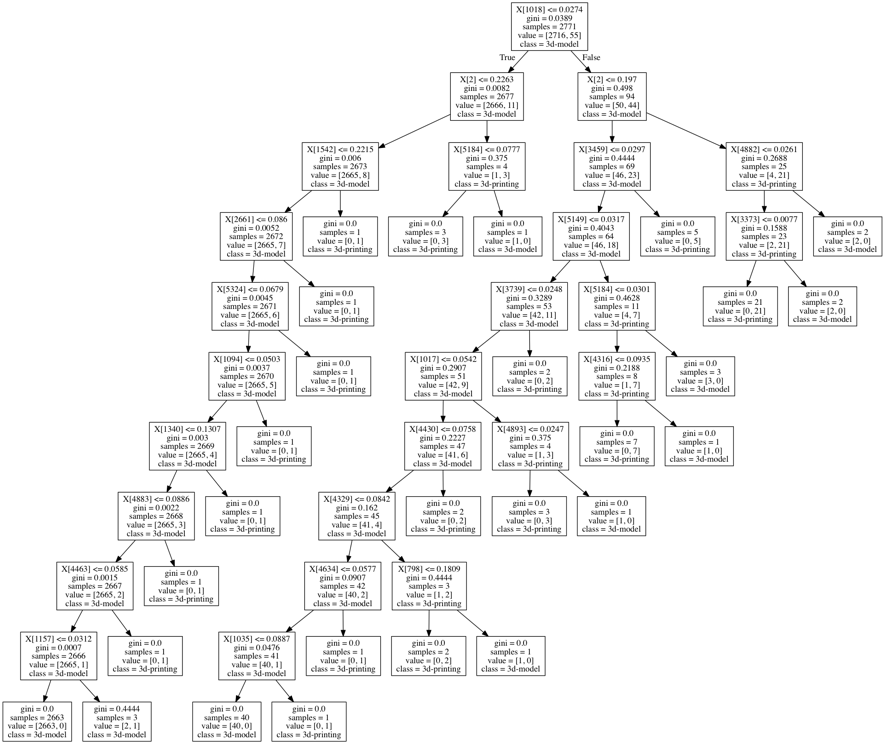 X[1018] <= 0.0274
gini = 0.0389
samples = 2771
value = [2716, 55]
class = 3d-model
True
False
X[2] <= 0.2263
gini = 0.0082
samples = 2677
value = [2666, 11]
class = 3d-model
X[2] <= 0.197
gini = 0.498
samples = 94
value = [50, 44]
class = 3d-model
X[1542] <= 0.2215
gini = 0.006
samples = 2673
value = [2665, 8]
class = 3d-model
X[5184] <= 0.0777
gini = 0.375
samples = 4
value = [1, 3]
class = 3d-printing
X[3459] <= 0.0297
gini = 0.4444
samples = 69
value = [46, 23]
class = 3d-model
X[4882] <= 0.0261
gini = 0.2688
samples = 25
value = [4, 21]
class = 3d-printing
X[2661] <= 0.086
gini = 0.0052
samples = 2672
value = [2665, 7]
class = 3d-model
gini = 0.0
samples = 1
value = [0, 1]
class = 3d-printing
gini = 0.0
samples = 3
value = [0, 3]
class = 3d-printing
gini = 0.0
samples = 1
value = [1, 0]
class = 3d-model
X[5149] <= 0.0317
gini = 0.4043
samples = 64
value = [46, 18]
class = 3d-model
gini = 0.0
samples = 5
value = [0, 5]
class = 3d-printing
X[3373] <= 0.0077
gini = 0.1588
samples = 23
value = [2, 21]
class = 3d-printing
gini = 0.0
samples = 2
value = [2, 0]
class = 3d-model
X[5324] <= 0.0679
gini = 0.0045
samples = 2671
value = [2665, 6]
class = 3d-model
gini = 0.0
samples = 1
value = [0, 1]
class = 3d-printing
X[3739] <= 0.0248
gini = 0.3289
samples = 53
value = [42, 11]
class = 3d-model
X[5184] <= 0.0301
gini = 0.4628
samples = 11
value = [4, 7]
class = 3d-printing
gini = 0.0
samples = 21
value = [0, 21]
class = 3d-printing
gini = 0.0
samples = 2
value = [2, 0]
class = 3d-model
X[1094] <= 0.0503
gini = 0.0037
samples = 2670
value = [2665, 5]
class = 3d-model
gini = 0.0
samples = 1
value = [0, 1]
class = 3d-printing
X[1017] <= 0.0542
gini = 0.2907
samples = 51
value = [42, 9]
class = 3d-model
gini = 0.0
samples = 2
value = [0, 2]
class = 3d-printing
X[4316] <= 0.0935
gini = 0.2188
samples = 8
value = [1, 7]
class = 3d-printing
gini = 0.0
samples = 3
value = [3, 0]
class = 3d-model
X[1340] <= 0.1307
gini = 0.003
samples = 2669
value = [2665, 4]
class = 3d-model
gini = 0.0
samples = 1
value = [0, 1]
class = 3d-printing
X[4430] <= 0.0758
gini = 0.2227
samples = 47
value = [41, 6]
class = 3d-model
X[4893] <= 0.0247
gini = 0.375
samples = 4
value = [1, 3]
class = 3d-printing
gini = 0.0
samples = 7
value = [0, 7]
class = 3d-printing
gini = 0.0
samples = 1
value = [1, 0]
class = 3d-model
X[4883] <= 0.0886
gini = 0.0022
samples = 2668
value = [2665, 3]
class = 3d-model
gini = 0.0
samples = 1
value = [0, 1]
class = 3d-printing
X[4329] <= 0.0842
gini = 0.162
samples = 45
value = [41, 4]
class = 3d-model
gini = 0.0
samples = 2
value = [0, 2]
class = 3d-printing
gini = 0.0
samples = 3
value = [0, 3]
class = 3d-printing
gini = 0.0
samples = 1
value = [1, 0]
class = 3d-model
X[4463] <= 0.0585
gini = 0.0015
samples = 2667
value = [2665, 2]
class = 3d-model
gini = 0.0
samples = 1
value = [0, 1]
class = 3d-printing
X[4634] <= 0.0577
gini = 0.0907
samples = 42
value = [40, 2]
class = 3d-model
X[798] <= 0.1809
gini = 0.4444
samples = 3
value = [1, 2]
class = 3d-printing
X[1157] <= 0.0312
gini = 0.0007
samples = 2666
value = [2665, 1]
class = 3d-model
gini = 0.0
samples = 1
value = [0, 1]
class = 3d-printing
X[1035] <= 0.0887
gini = 0.0476
samples = 41
value = [40, 1]
class = 3d-model
gini = 0.0
samples = 1
value = [0, 1]
class = 3d-printing
gini = 0.0
samples = 2
value = [0, 2]
class = 3d-printing
gini = 0.0
samples = 1
value = [1, 0]
class = 3d-model
gini = 0.0
samples = 2663
value = [2663, 0]
class = 3d-model
gini = 0.4444
samples = 3
value = [2, 1]
class = 3d-model
gini = 0.0
samples = 40
value = [40, 0]
class = 3d-model
gini = 0.0
samples = 1
value = [0, 1]
class = 3d-printing